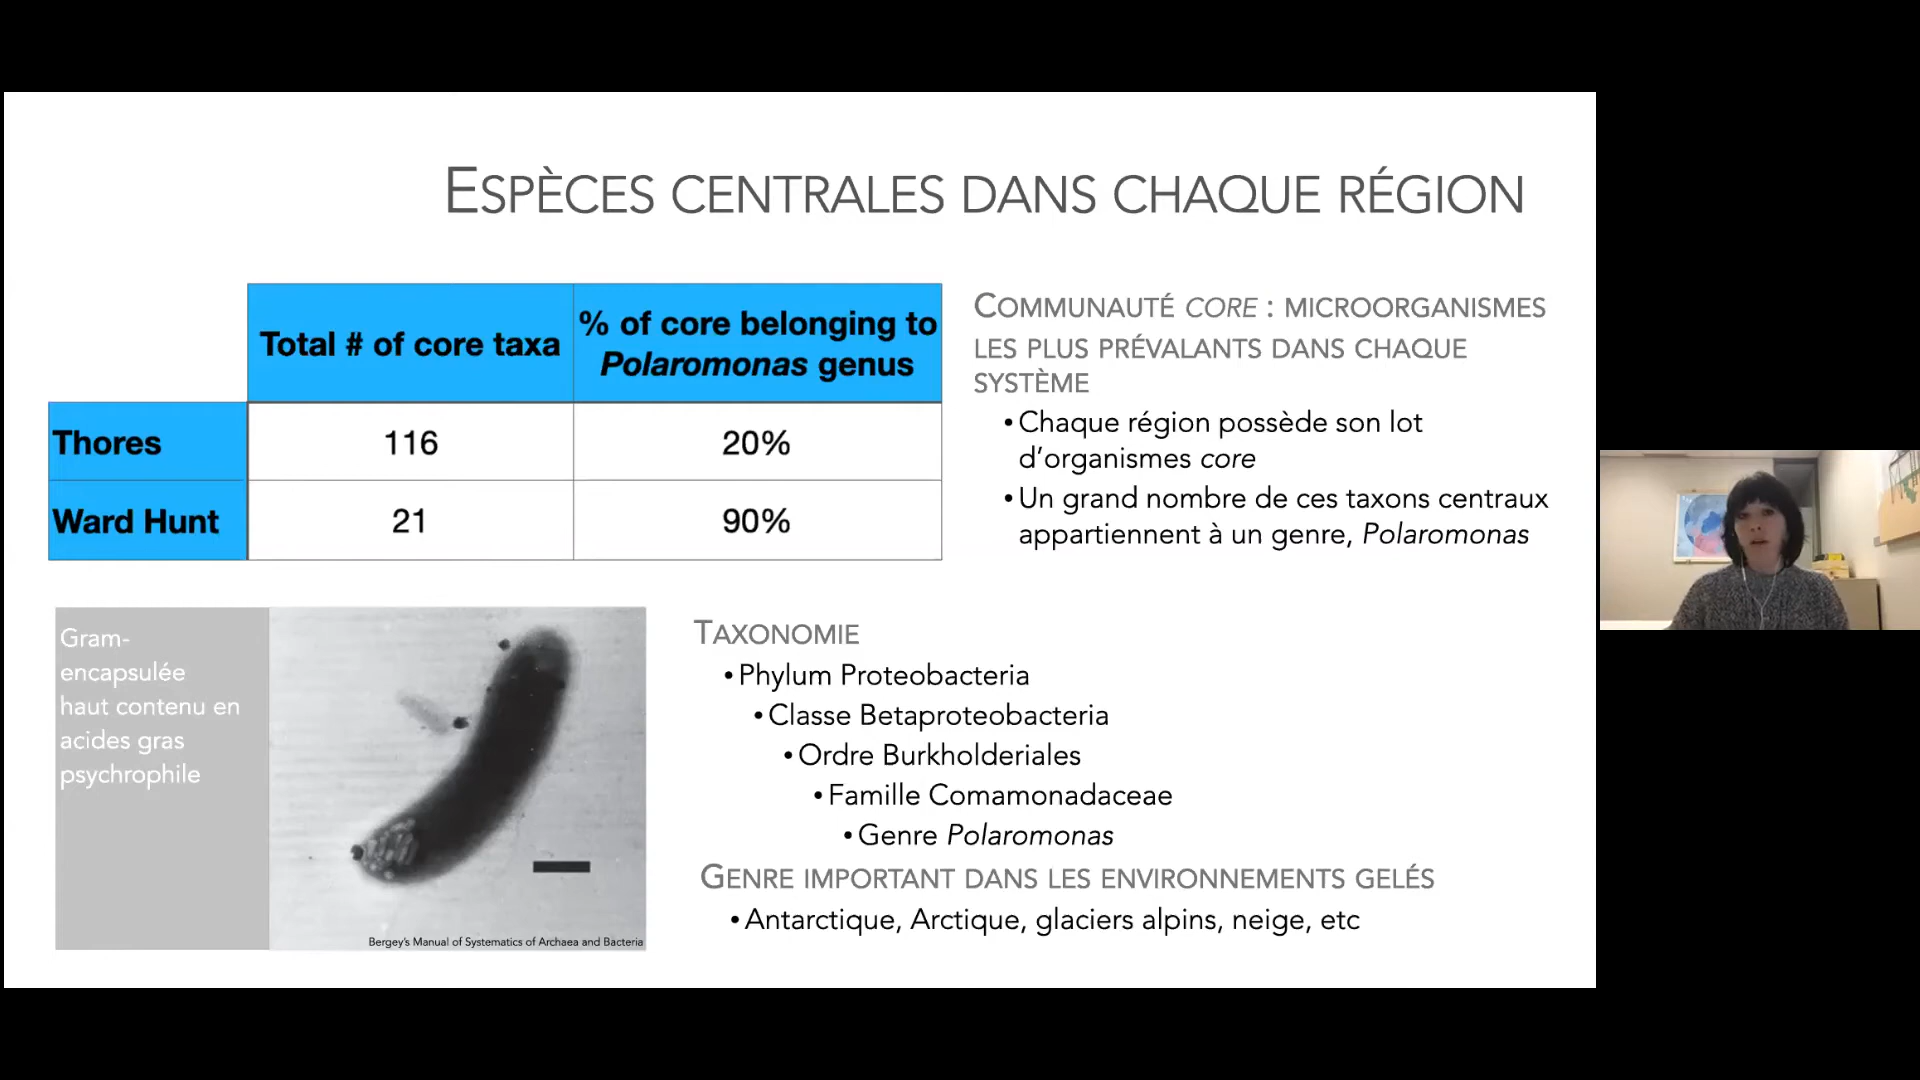 ESPÈCES CENTRALES DANS CHAQUE RÉGION
Total # of core taxa
% of core belonging to
Polaromonas genus
Thores 116 20%
Ward Hunt 21 90%
COMMUNAUTÉ CORE : MICROORGANISMES
LES PLUS PRÉVALANTS DANS CHAQUE
SYSTÈME
• Chaque région possède son lot
d’organismes core
• Un grand nombre de ces taxons centraux
appartiennent à un genre, Polaromonas
Gram-
encapsulée
haut contenu en
acides gras
psychrophile
Bergey's Manual of Systematics of Archaea and Bacteria
TAXONOMIE
• Phylum Proteobacteria
• Classe Betaproteobacteria
• Ordre Burkholderiales
• Famille Comamonadaceae
• Genre Polaromonas
GENRE IMPORTANT DANS LES ENVIRONNEMENTS GELÉS
• Antarctique, Arctique, glaciers alpins, neige, etc